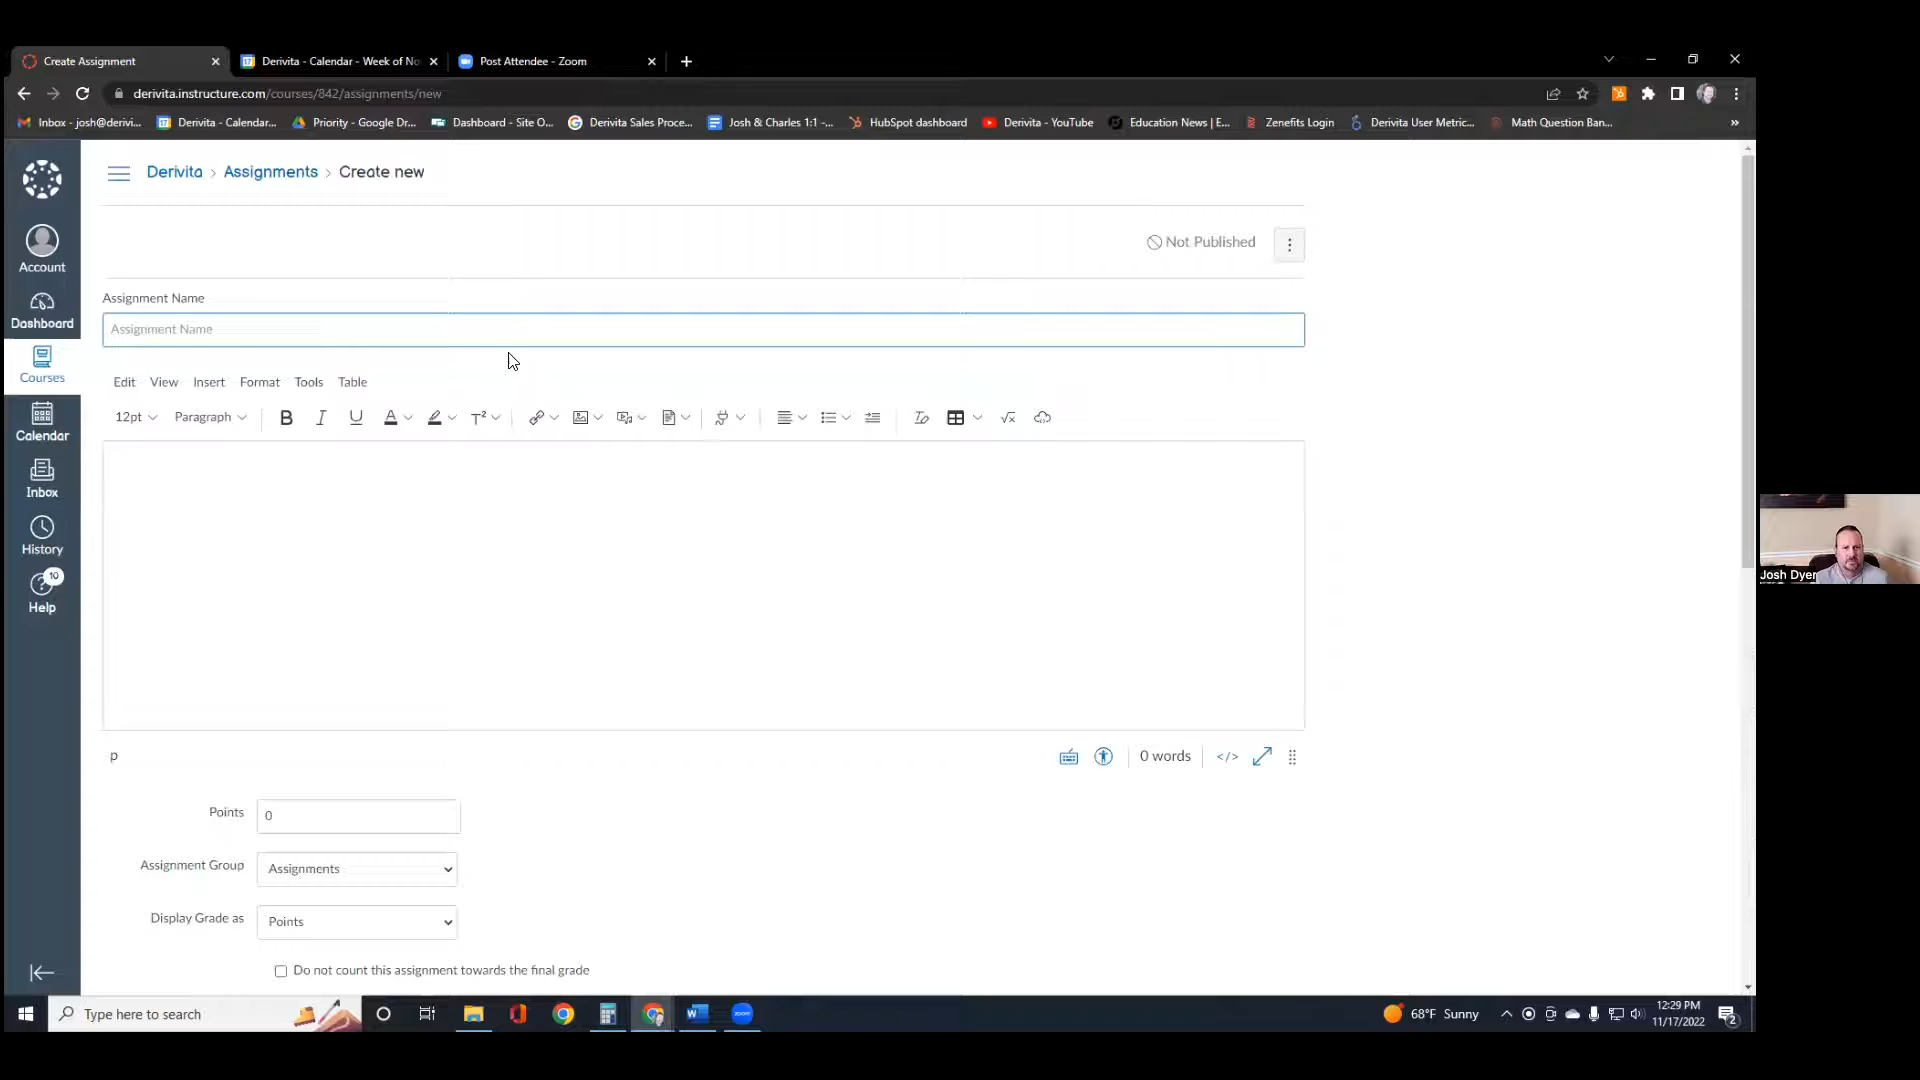 Create Assignment
Derivita - Calendar - Week of No
Post Attendee - Zoom
derivita.instructure.com/courses/842/assignments/new
Inbox - josh@derivi...
Derivita - Calendar...
Priority - Google Dr...
Dashboard - Site O...
Derivita Sales Proce...
Josh & Charles 1:1 -...
HubSpot dashboard
Derivita - YouTube
Education News | E...
Zenefits Login
Derivita User Metric...
Math Question Ban...
Derivita > Assignments > Create new
Account
Dashboard
Courses
Calendar
Inbox
History
10
Help
Not Published
Assignment Name
Assignment Name
Edit View Insert Format Tools Table
12pt Paragraph
p
0 words
</>
Points 0
Assignment Group Assignments
Display Grade as Points
Do not count this assignment towards the final grade
Josh Dyer
Type here to search
68°F Sunny
12:29 PM
11/17/2022
2